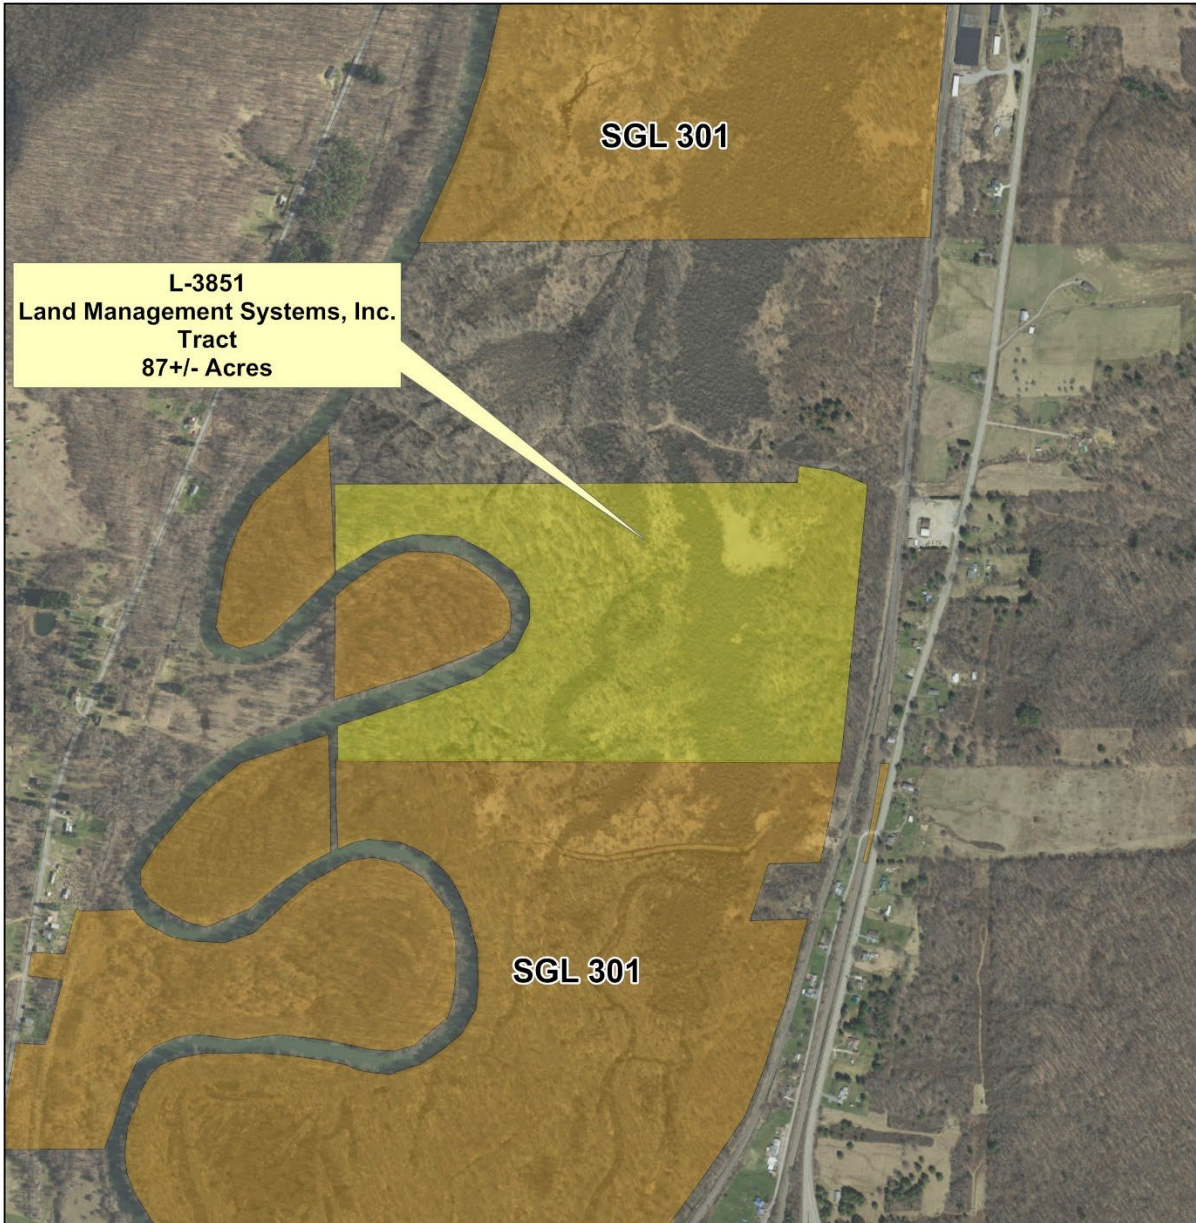 SGL 301
L-3851
Land Management Systems, Inc.
Tract
87+/- Acres
SGL 301